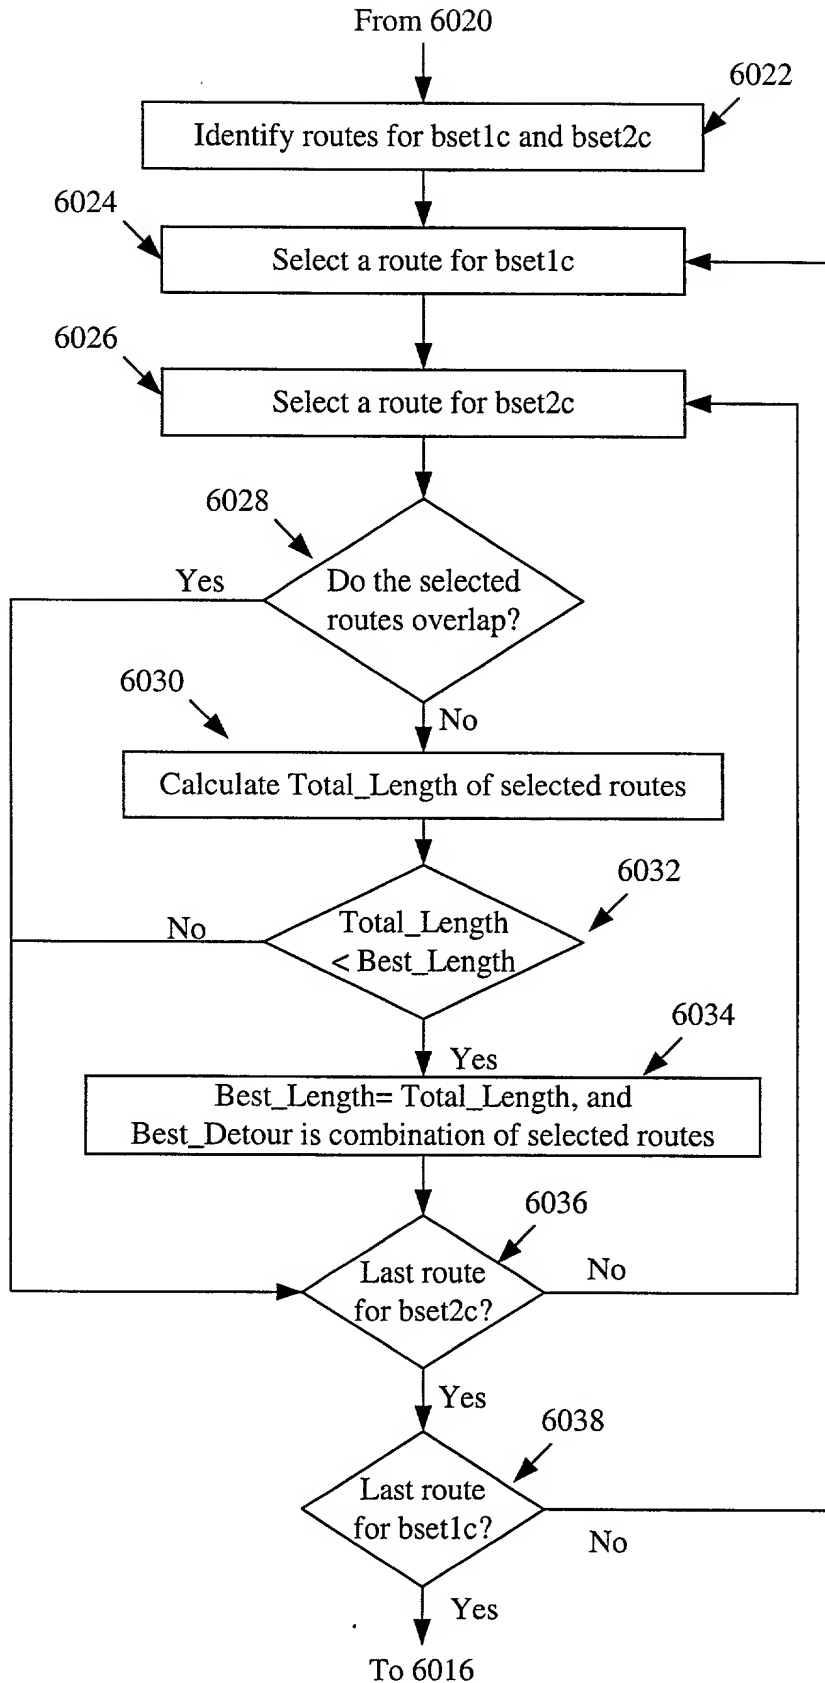 From 6020
6022
Identify routes for bset1c and bset2c
6024
Select a route for bset1c
6026
Select a route for bset2c
6028
Yes
Do the selected
routes overlap?
6030
No
Calculate Total_Length of selected routes
6032
No
Total_Length
< Best_Length
6034
Yes
Best_Length= Total_Length, and
Best_Detour is combination of selected routes
6036
Last route
for bset2c?
No
Yes
6038
Last route
for bset1c?
No
Yes
To 6016